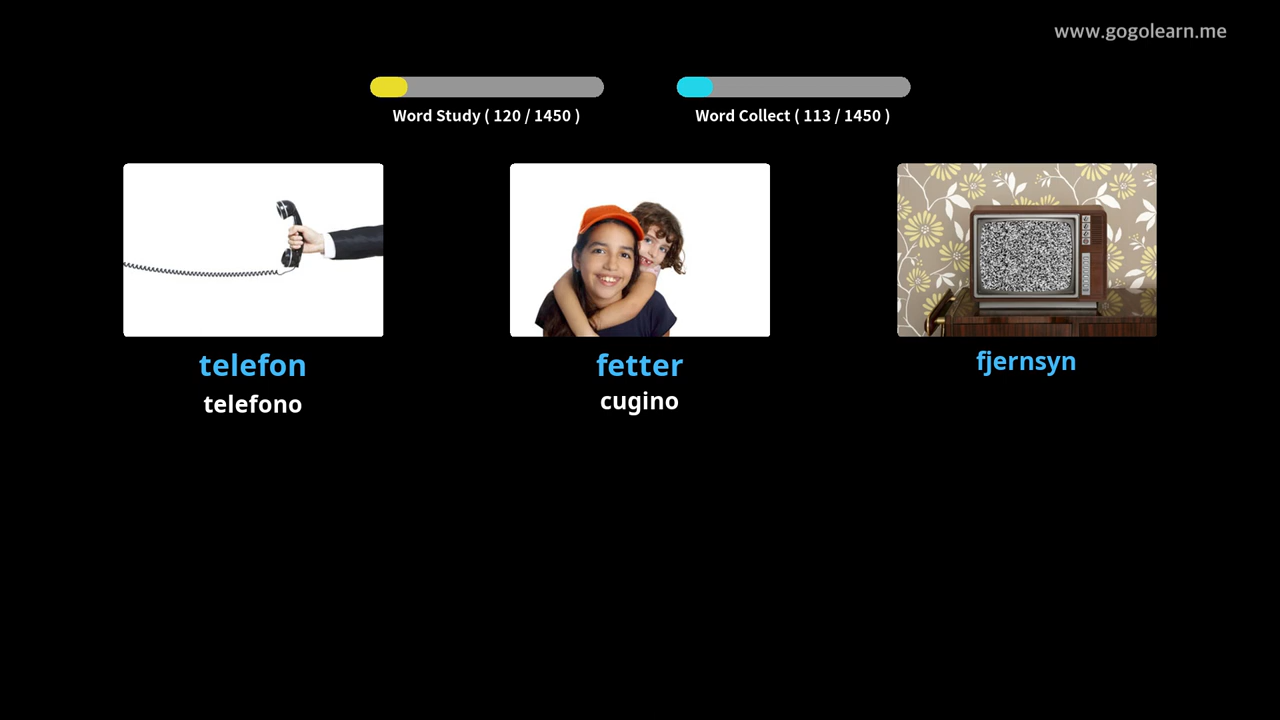 www.gogolearn.me
Word Study ( 120 / 1450 )
Word Collect ( 113 / 1450 )
telefon
telefono
fetter
cugino
fjernsyn